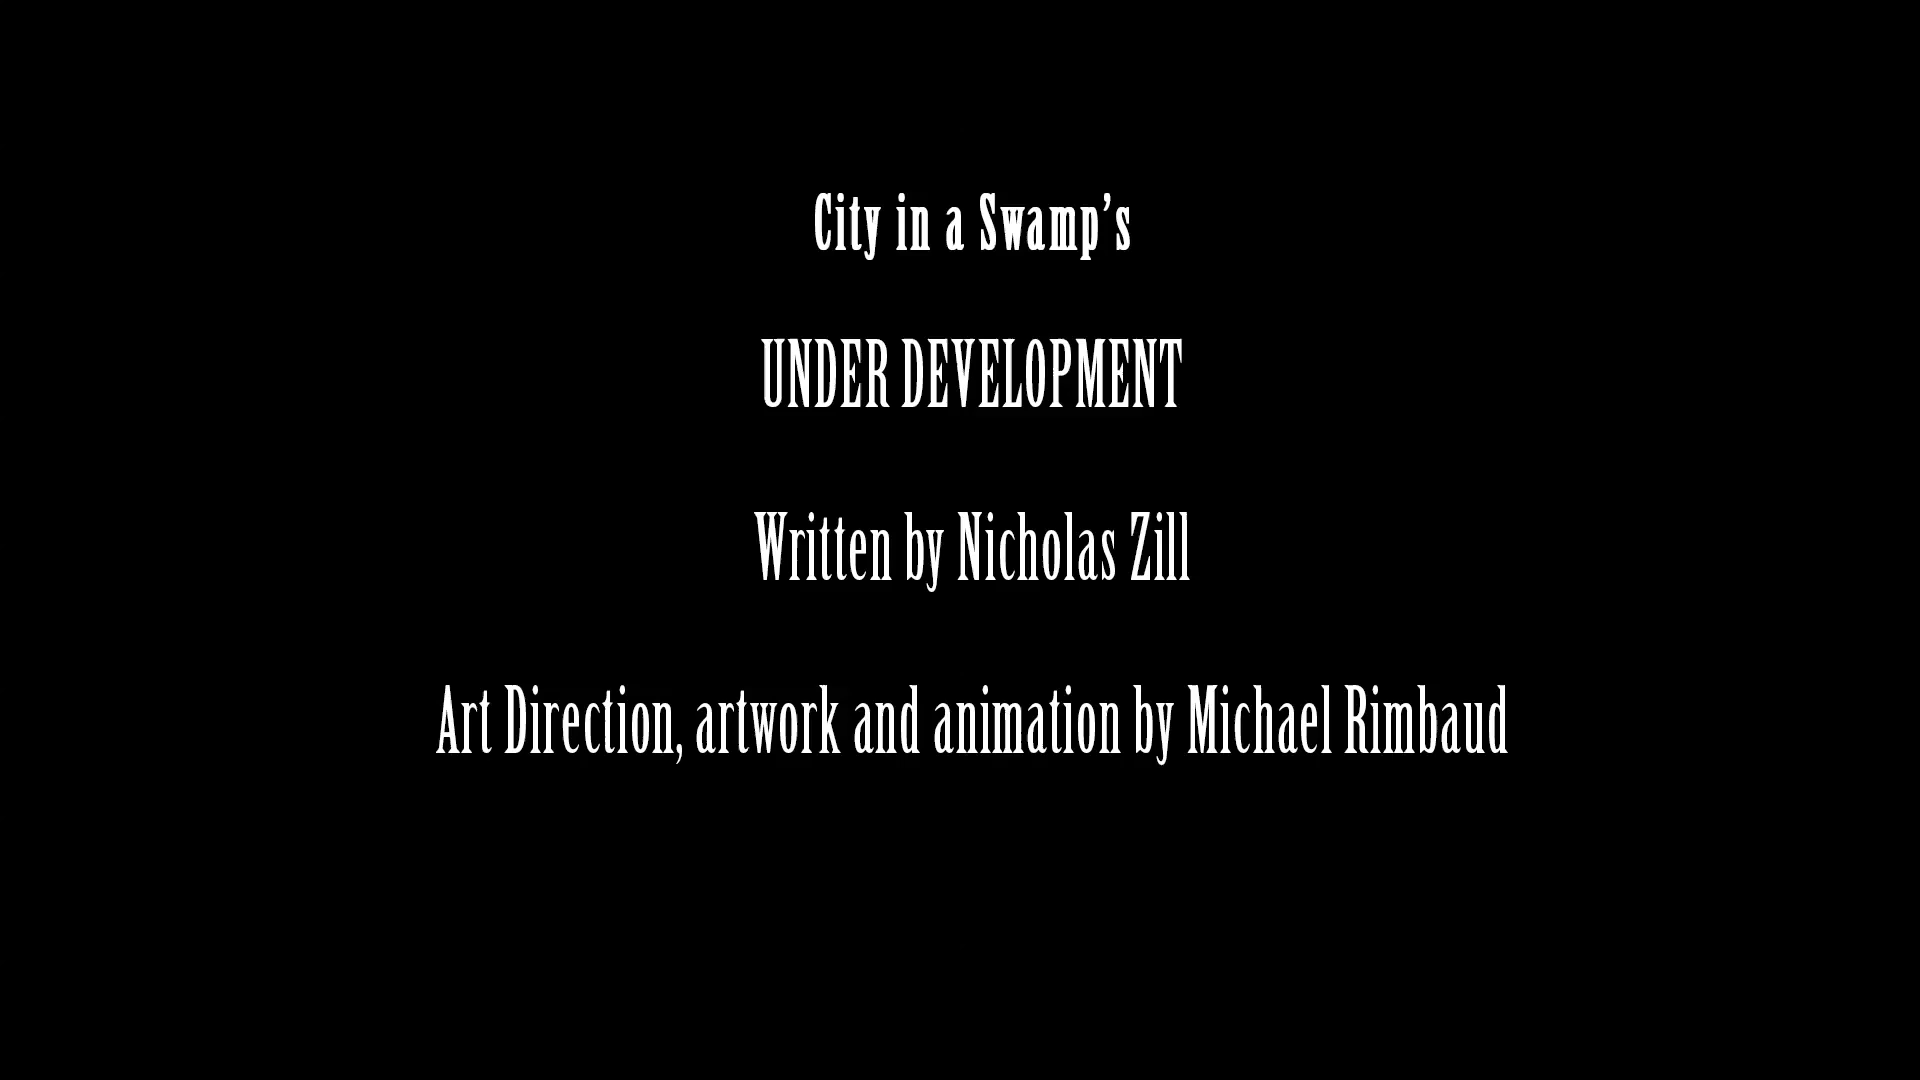 City in a Swamp’s
UNDER DEVELOPMENT
Written by Nicholas Zill
Art Direction, artwork and animation by Michael Rimbaud